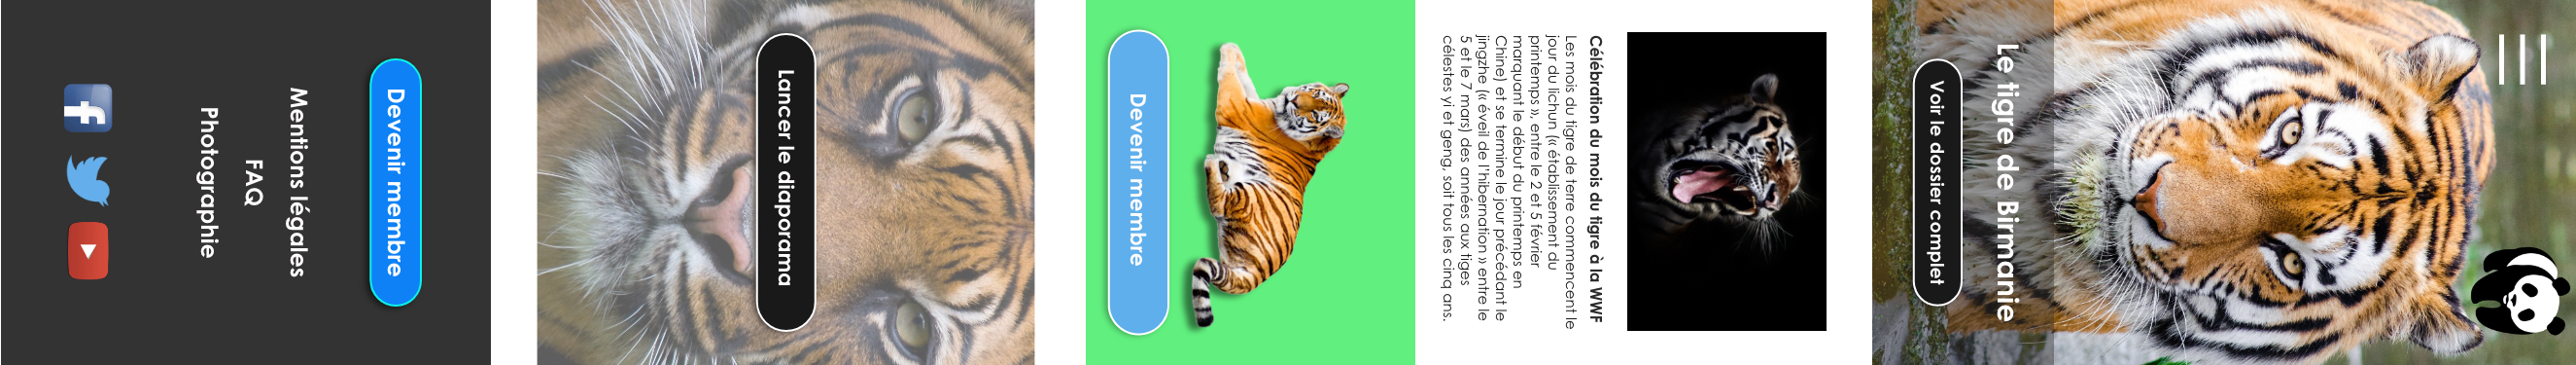 Le tigre de Birmanie
Voir le dossier complet
Célébration du mois du tigre à la WWF
Les mois du tigre de terre commencent le
jour du lichun (« établissement du
printemps », entre le 2 et 5 février
marquant le début du printemps en
Chine) et se termine le jour précédant le
jingzhe (« éveil de l'hibernation » entre le
5 et le 7 mars) des années aux tiges
célestes yi et geng, soit tous les cinq ans.
Devenir membre
Lancer le diaporama
Devenir membre
Mentions légales
FAQ
Photographie